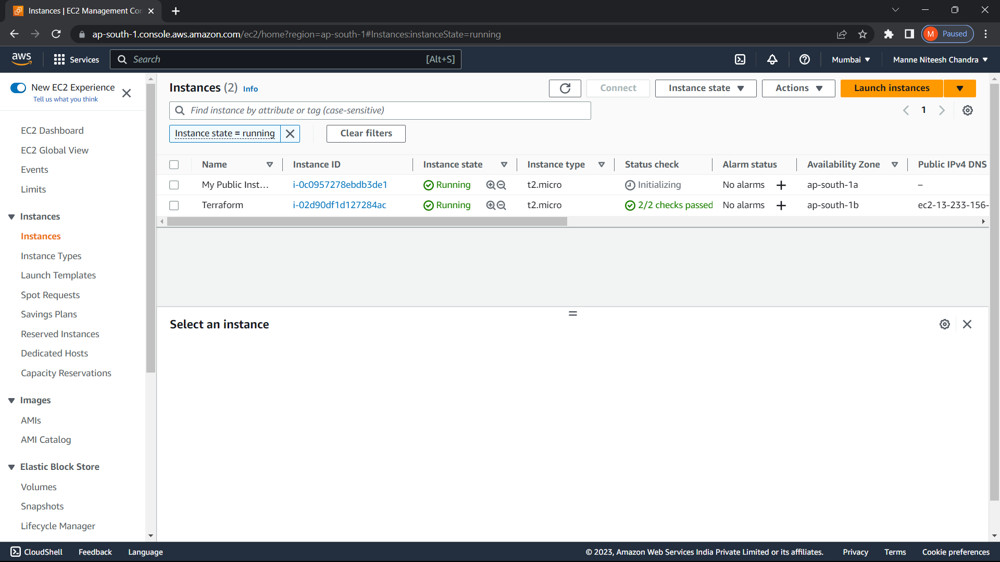 Instances | EC2 Management Con
ap-south-1.console.aws.amazon.com/ec2/home?region=ap-south-1#Instances:instanceState=running
M Paused
aws
Services
Search
[Alt+S]
Mumbai
Manne Niteesh Chandra
New EC2 Experience
Tell us what you think
EC2 Dashboard
EC2 Global View
Events
Limits
Instances
Instances
Instance Types
Launch Templates
Spot Requests
Savings Plans
Reserved Instances
Dedicated Hosts
Capacity Reservations
Images
AMIs
AMI Catalog
Elastic Block Store
Volumes
Snapshots
Lifecycle Manager
Instances (2) Info
Connect
Instance state
Actions
Launch instances
Find instance by attribute or tag (case-sensitive)
1
Instance state = running
Clear filters
Name Instance ID Instance state Instance type Status check Alarm status Availability Zone Public IPv4 DNS
My Public Inst... i-0c0957278ebdb3de1 Running t2.micro Initializing No alarms + ap-south-1a –
Terraform i-02d90df1d127284ac Running t2.micro 2/2 checks passed No alarms + ap-south-1b ec2-13-233-156-
Select an instance
CloudShell Feedback Language
© 2023, Amazon Web Services India Private Limited or its affiliates. Privacy Terms Cookie preferences